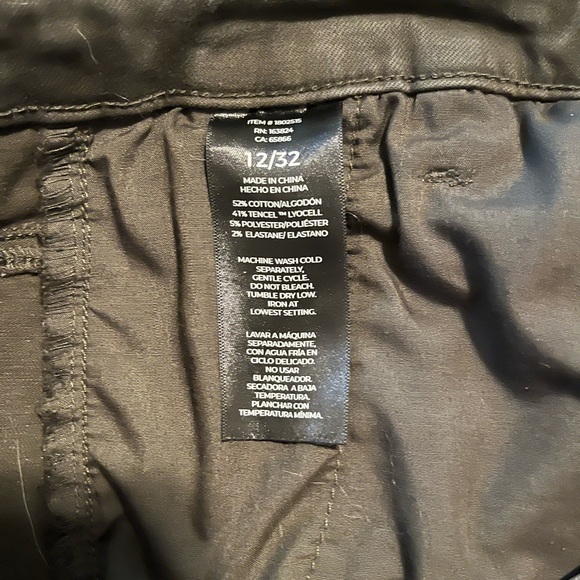 ITEM # 1802515
RN: 163824
CA: 65866
12/32
MADE IN CHINA
HECHO EN CHINA
52% COTTON/ALGODÓN
41% TENCEL™ LYOCELL
5% POLYESTER/POLIÉSTER
2% ELASTANE/ ELASTANO
MACHINE WASH COLD
SEPARATELY,
GENTLE CYCLE.
DO NOT BLEACH.
TUMBLE DRY LOW.
IRON AT
LOWEST SETTING.
LAVAR A MÁQUINA
SEPARADAMENTE,
CON AGUA FRÍA EN
CICLO DELICADO.
NO USAR
BLANQUEADOR.
SECADORA A BAJA
TEMPERATURA.
PLANCHAR CON
TEMPERATURA MÍNIMA.